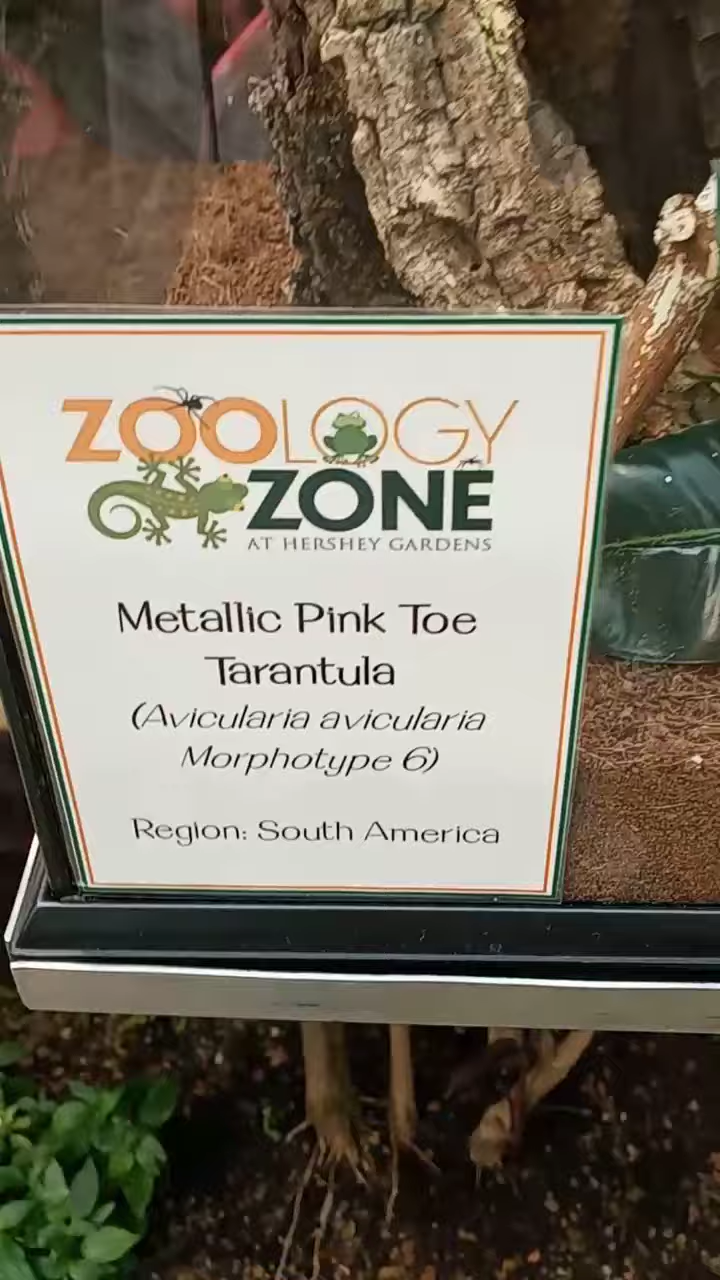 ZOOLOGY
ZONE
AT HERSHEY GARDENS
Metallic Pink Toe
Tarantula
(Avicularia avicularia
Morphotype 6)
Region: South America